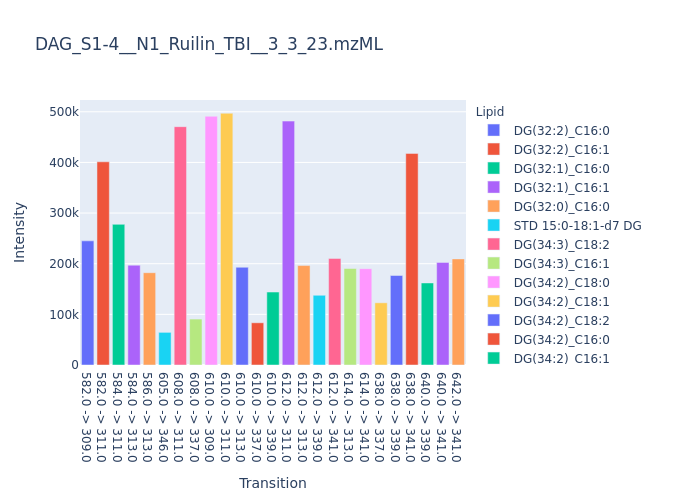 DAG_S1-4__N1_Ruilin_TBI__3_3_23.mzML
Intensity
500k
400k
300k
200k
100k
0
582.0 -> 309.0
582.0 -> 311.0
584.0 -> 311.0
584.0 -> 313.0
586.0 -> 313.0
605.0 -> 346.0
608.0 -> 311.0
608.0 -> 337.0
610.0 -> 309.0
610.0 -> 311.0
610.0 -> 313.0
610.0 -> 337.0
610.0 -> 339.0
612.0 -> 311.0
612.0 -> 313.0
612.0 -> 339.0
612.0 -> 341.0
614.0 -> 313.0
614.0 -> 341.0
638.0 -> 337.0
638.0 -> 339.0
638.0 -> 341.0
640.0 -> 339.0
640.0 -> 341.0
642.0 -> 341.0
Transition
Lipid
DG(32:2)_C16:0
DG(32:2)_C16:1
DG(32:1)_C16:0
DG(32:1)_C16:1
DG(32:0)_C16:0
STD 15:0-18:1-d7 DG
DG(34:3)_C18:2
DG(34:3)_C16:1
DG(34:2)_C18:0
DG(34:2)_C18:1
DG(34:2)_C18:2
DG(34:2)_C16:0
DG(34:2)_C16:1